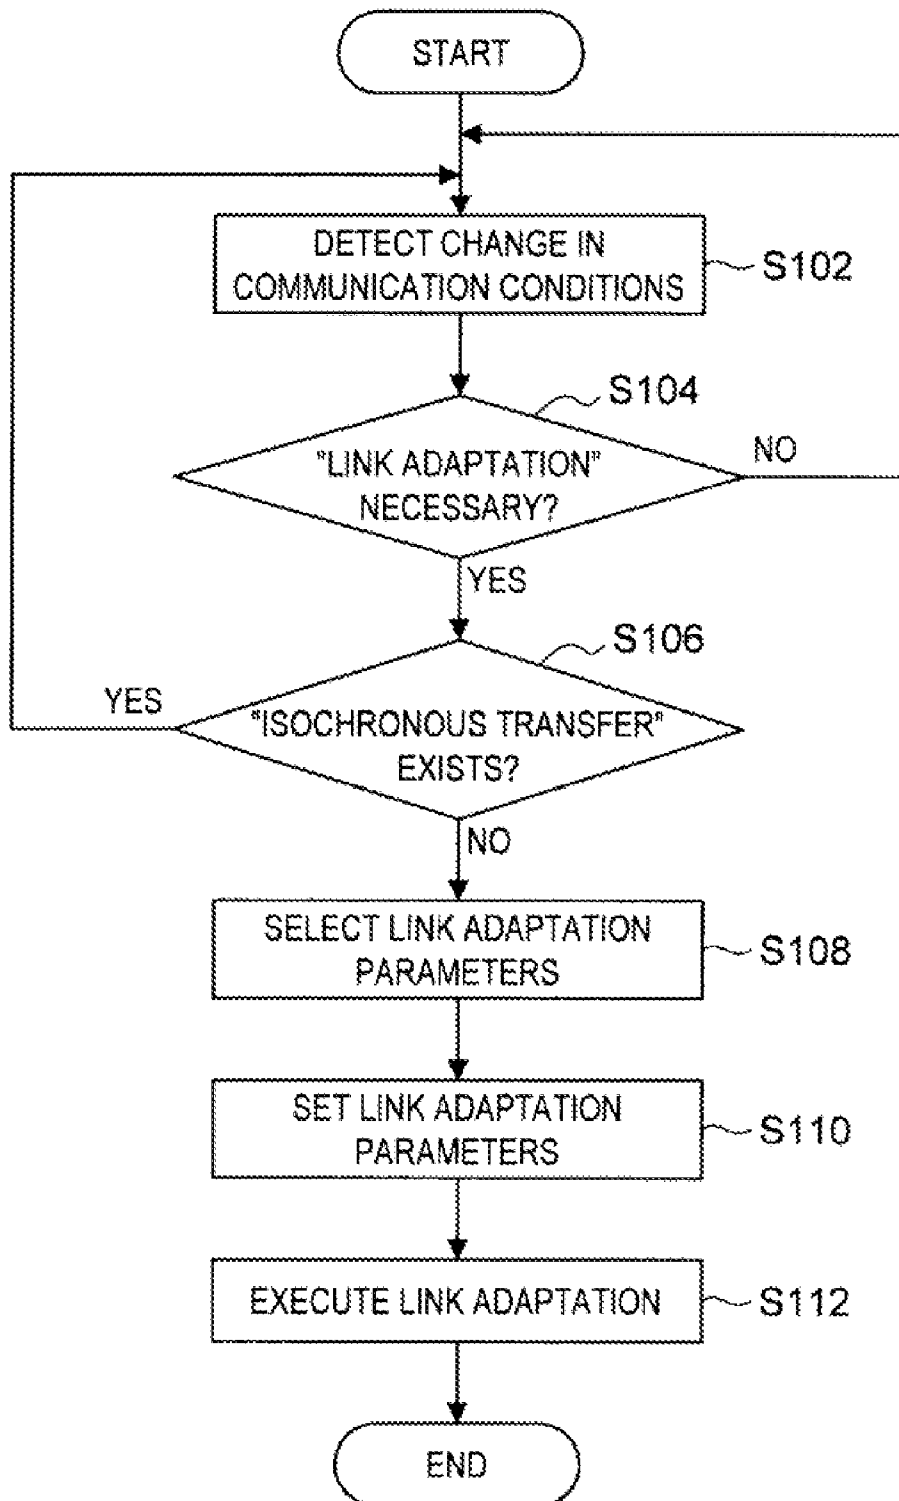 START
DETECT CHANGE IN
COMMUNICATION CONDITIONS
S102
S104
"LINK ADAPTATION"
NECESSARY?
NO
YES
S106
YES
"ISOCHRONOUS TRANSFER"
EXISTS?
NO
SELECT LINK ADAPTATION
PARAMETERS
S108
SET LINK ADAPTATION
PARAMETERS
S110
EXECUTE LINK ADAPTATION
S112
END